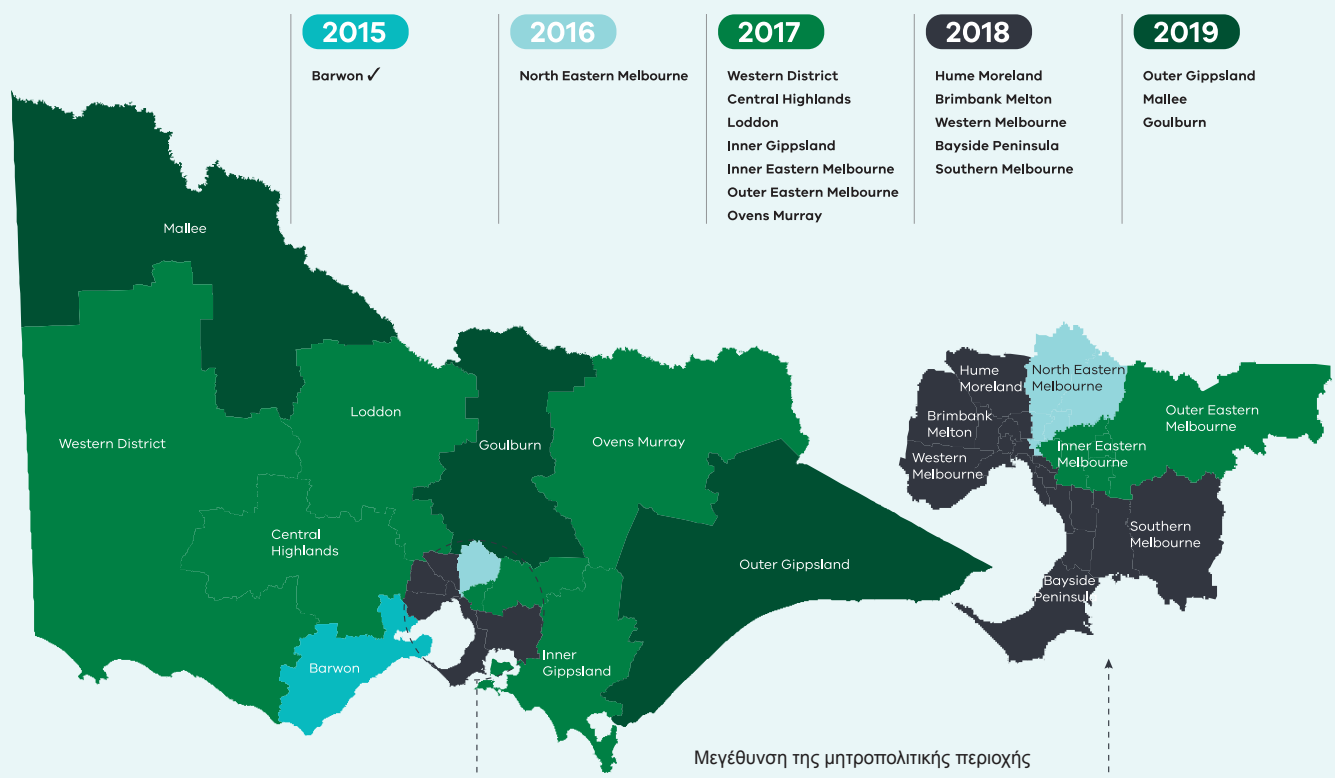 2015
Barwon ✓
2016
North Eastern Melbourne
2017
Western District
Central Highlands
Loddon
Inner Gippsland
Inner Eastern Melbourne
Outer Eastern Melbourne
Ovens Murray
2018
Hume Moreland
Brimbank Melton
Western Melbourne
Bayside Peninsula
Southern Melbourne
2019
Outer Gippsland
Mallee
Goulburn
Mallee
Western District
Loddon
Goulburn
Ovens Murray
Central
Highlands
Outer Gippsland
Barwon
Inner
Gippsland
Hume
Moreland
North Eastern
Melbourne
Brimbank
Melton
Outer Eastern
Melbourne
Western
Melbourne
Inner Eastern
Melbourne
Southern
Melbourne
Bayside
Peninsula
Μεγέθυνση της μητροπολιτικής περιοχής